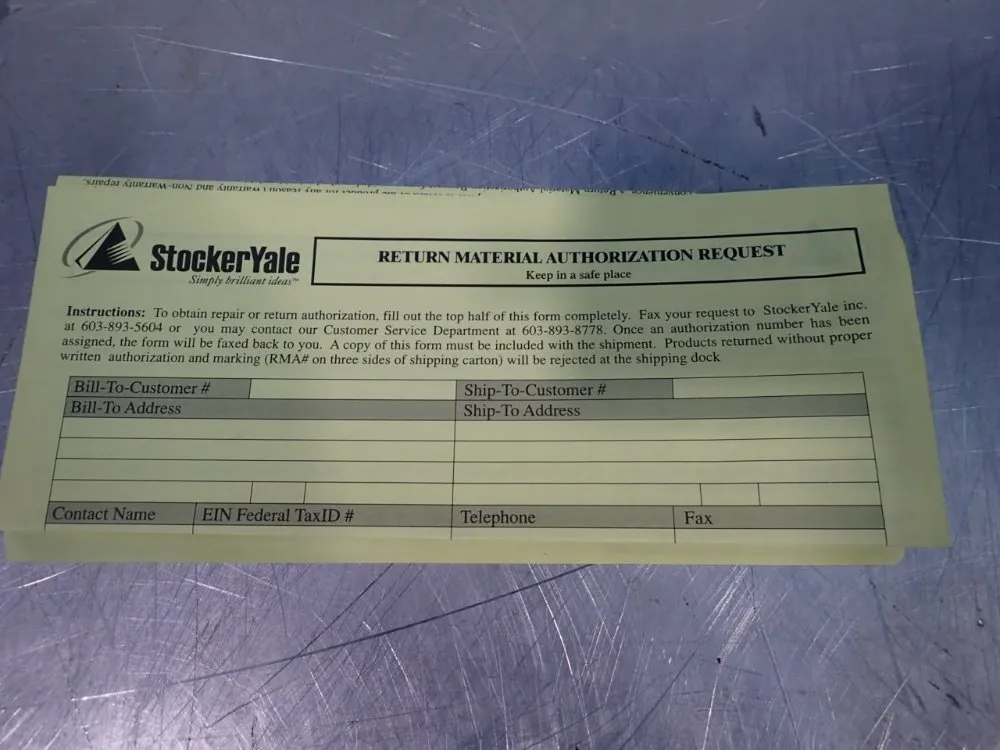 repairs. Warranty and Non-Warranty
StockerYale
Simply brilliant ideas™
RETURN MATERIAL AUTHORIZATION REQUEST
Keep in a safe place
Instructions: To obtain repair or return authorization, fill out the top half of this form completely. Fax your request to StockerYale inc.
at 603-893-5604 or you may contact our Customer Service Department at 603-893-8778. Once an authorization number has been
assigned, the form will be faxed back to you. A copy of this form must be included with the shipment. Products returned without proper
written authorization and marking (RMA# on three sides of shipping carton) will be rejected at the shipping dock
Bill-To-Customer # Ship-To-Customer #
Bill-To Address Ship-To Address
Contact Name EIN Federal TaxID # Telephone Fax